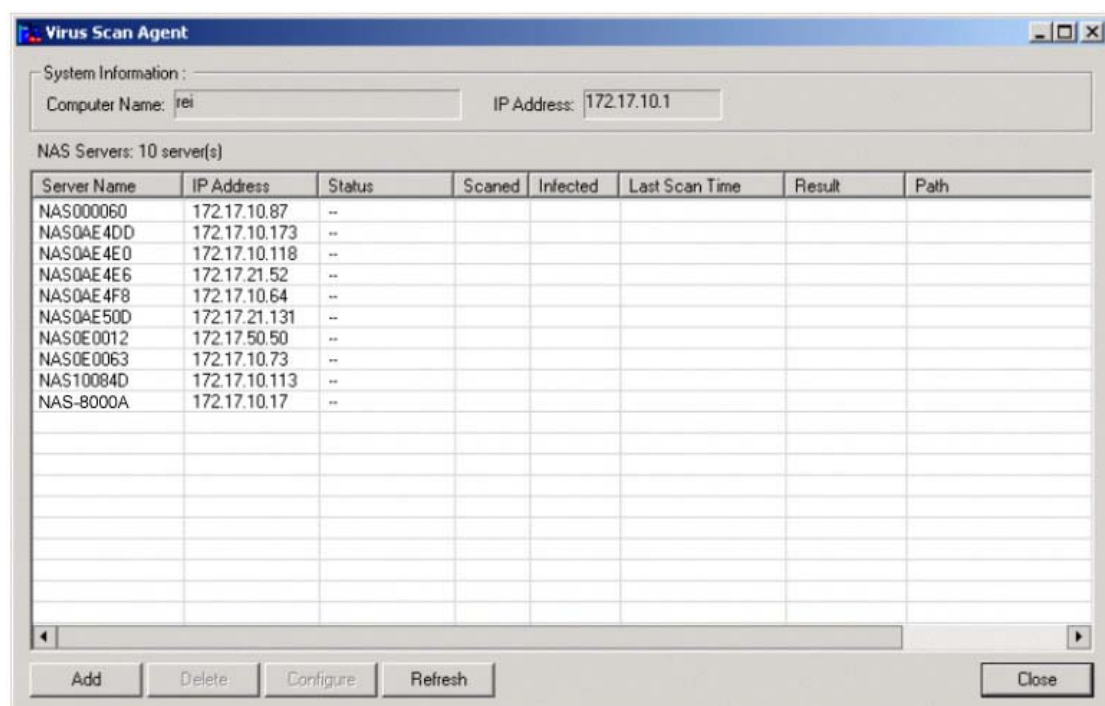 Virus Scan Agent
System Information :
Computer Name: rei IP Address: 172.17.10.1
NAS Servers: 10 server(s)
Server Name IP Address Status Scaned Infected Last Scan Time Result Path
NAS000060 172.17.10.87 --
NAS0AE4DD 172.17.10.173 --
NAS0AE4E0 172.17.10.118 --
NAS0AE4E6 172.17.21.52 --
NAS0AE4F8 172.17.10.64 --
NAS0AE50D 172.17.21.131 --
NAS0E0012 172.17.50.50 --
NAS0E0063 172.17.10.73 --
NAS10084D 172.17.10.113 --
NAS-8000A 172.17.10.17 --
Add Delete Configure Refresh Close